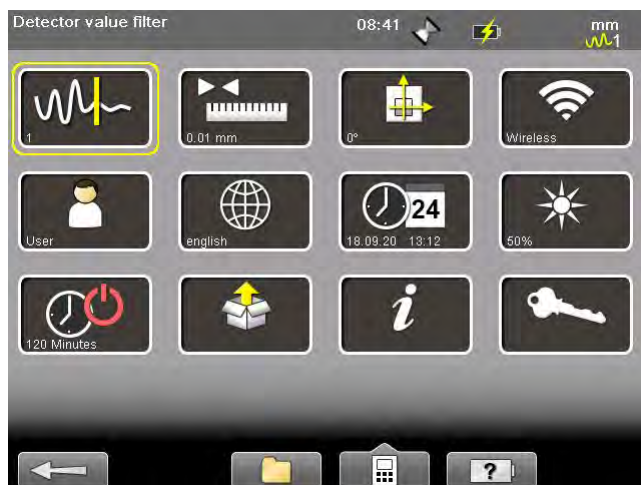 Detector value filter
08:41
mm
1
1
0.01 mm
0°
Wireless
User
english
24
18.09.20 13:12
50%
120 Minutes
i
?